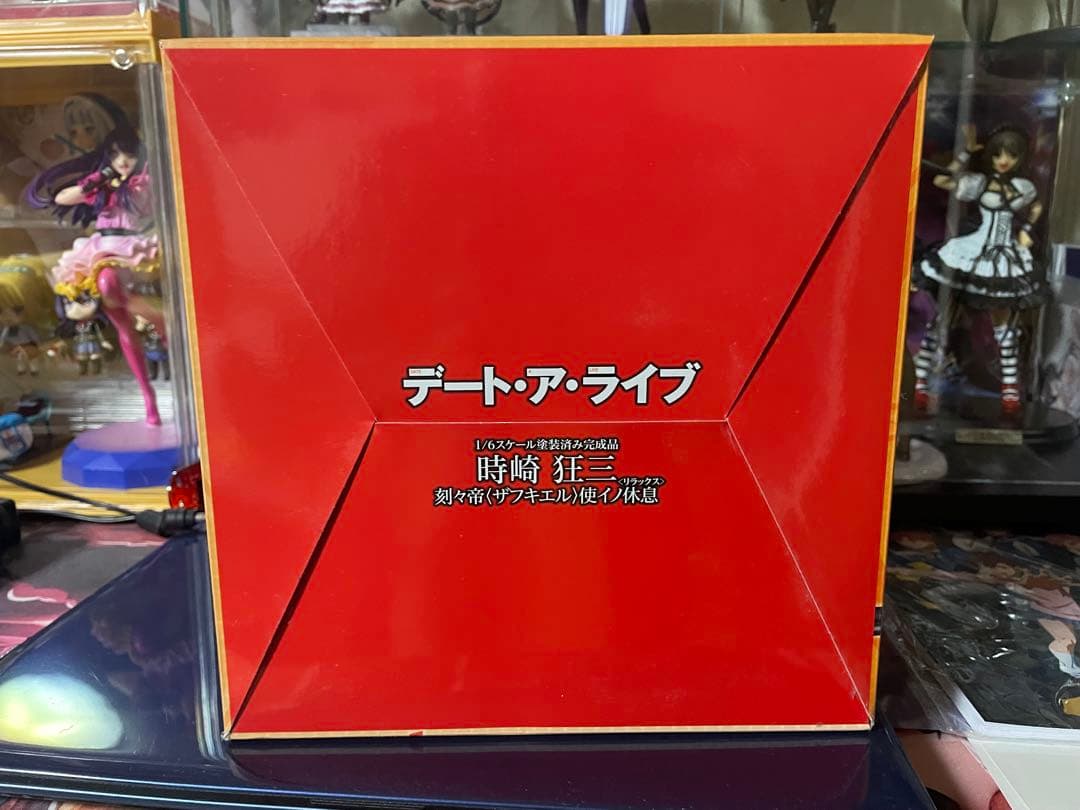 デート・ア・ライブ
1/6スケール塗装済み完成品
時崎 狂三
〈リラックス〉
刻々帝〈ザフキエル〉使イノ休息